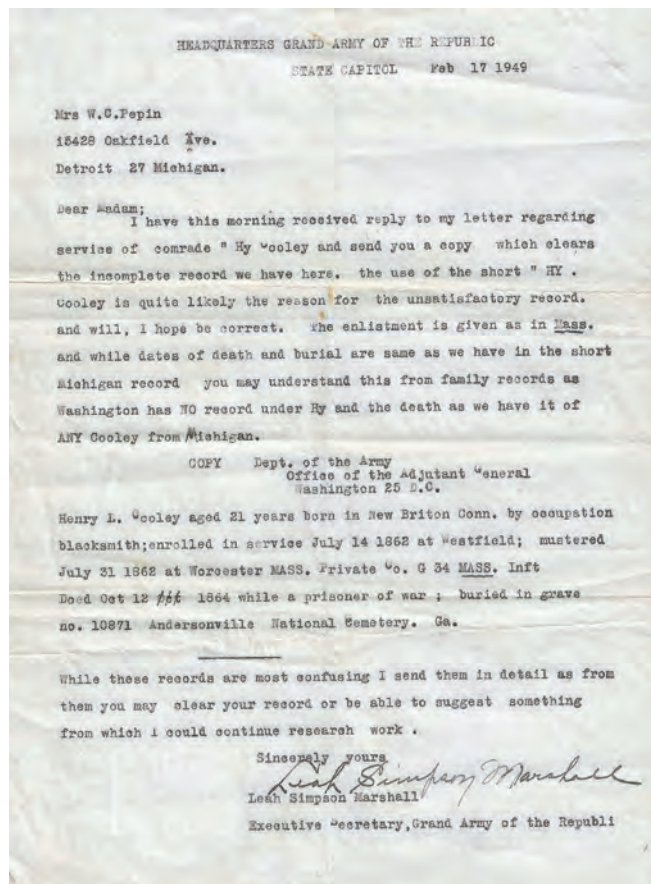 HEADQUARTERS GRAND ARMY OF THE REPUBLIC
STATE CAPITOL Feb 17 1949
Mrs W.C.Pepin
15428 Oakfield Ave.
Detroit 27 Michigan.
Dear Madam;
I have this morning received reply to my letter regarding
service of comrade " Hy Cooley and send you a copy which clears
the incomplete record we have here. the use of the short " HY .
Cooley is quite likely the reason for the unsatisfactory record.
and will, I hope be correct. The enlistment is given as in Mass.
and while dates of death and burial are same as we have in the short
Michigan record you may understand this from family records as
Washington has NO record under Hy and the death as we have it of
ANY Cooley from Michigan.
COPY Dept. of the Army
Office of the Adjutant General
Washington 25 D.C.
Henry L. Cooley aged 21 years born in New Briton Conn. by occupation
blacksmith;enrolled in service July 14 1862 at Westfield; mustered
July 31 1862 at Worcester MASS. Private Co. G 34 MASS. Inft
Doed Oct 12 1864 while a prisoner of war ; buried in grave
no. 10871 Andersonville National Cemetery. Ga.
While these records are most confusing I send them in detail as from
them you may clear your record or be able to suggest something
from which I could continue research work .
Sincerely yours
Leah Simpson Marshall
Leah Simpson Marshall
Executive Secretary,Grand Army of the Republi